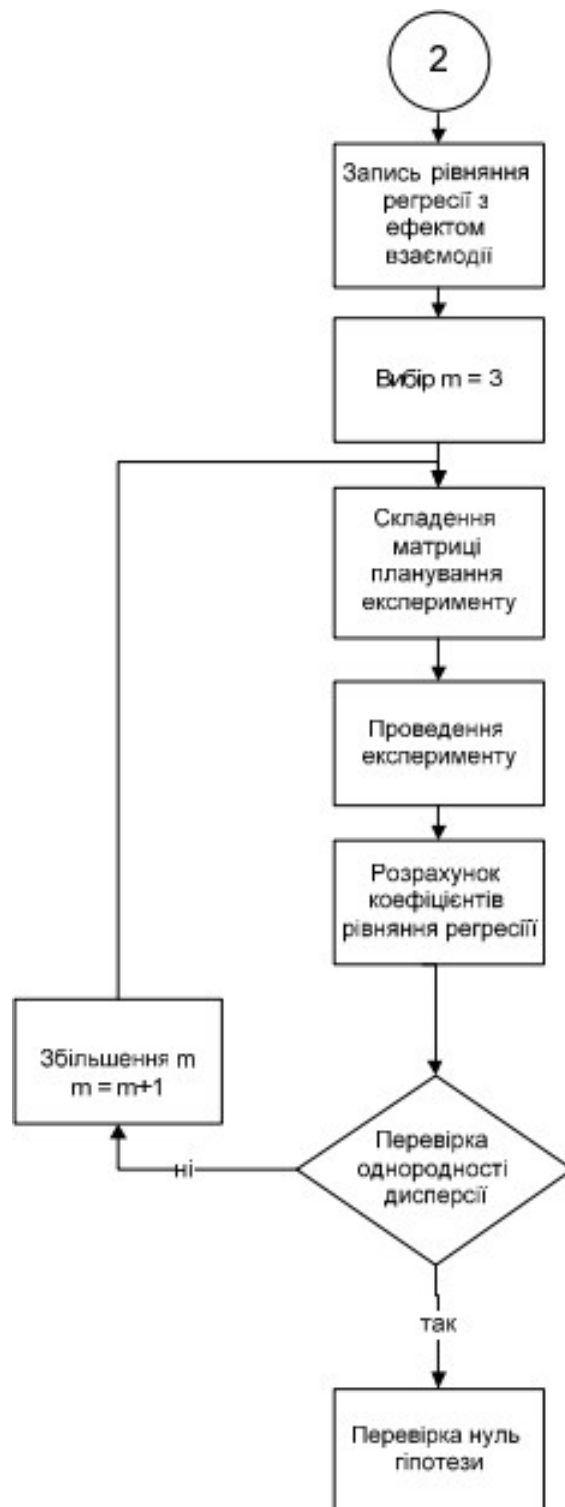 2
Запись рівняння
регресії з
ефектом
взаємодії
Вибір m = 3
Складення
матриці
планування
експерименту
Проведення
експерименту
Розрахунок
коефіцієнтів
рівняння регресіїї
Збільшення m
m = m+1
Перевірка
однородності
дисперсії
ні
так
Перевірка нуль
гіпотези